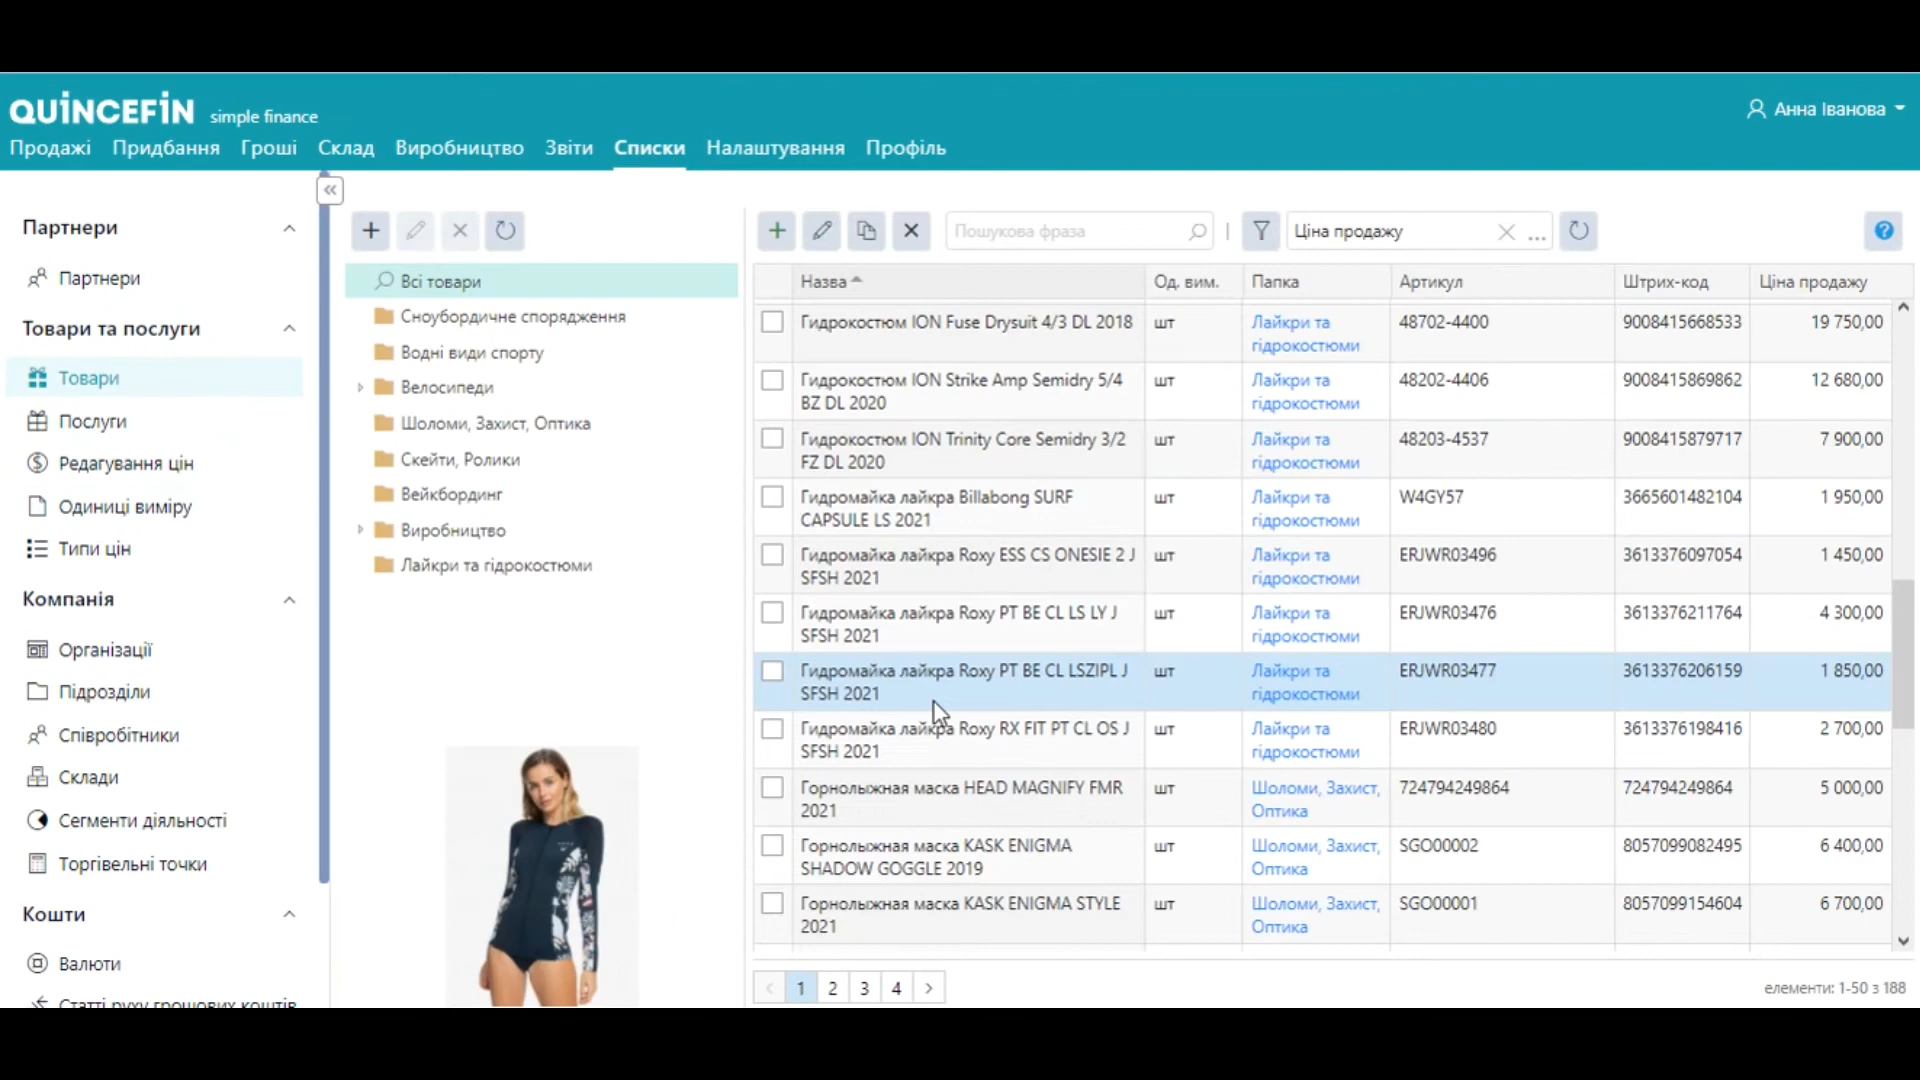 QUiNCEFiN simple finance
Анна Іванова
Продажі Придбання Гроші Склад Виробництво Звіти Списки Налаштування Профіль
Партнери
Партнери
Товари та послуги
Товари
Послуги
Редагування цін
Одиниці виміру
Типи цін
Компанія
Організації
Підрозділи
Співробітники
Склади
Сегменти діяльності
Торгівельні точки
Кошти
Валюти
Статті руху грошових коштів
Всі товари
Сноубордичне спорядження
Водні види спорту
Велосипеди
Шоломи, Захист, Оптика
Скейти, Ролики
Вейкбординг
Виробництво
Лайкри та гідрокостюми
Пошукова фраза
Ціна продажу
Назва Од. вим. Папка Артикул Штрих-код Ціна продажу
Гидрокостюм ION Fuse Drysuit 4/3 DL 2018 шт Лайкри та 48702-4400 9008415668533 19 750,00
гідрокостюми
Гидрокостюм ION Strike Amp Semidry 5/4 шт Лайкри та 48202-4406 9008415869862 12 680,00
BZ DL 2020 гідрокостюми
Гидрокостюм ION Trinity Core Semidry 3/2 шт Лайкри та 48203-4537 9008415879717 7 900,00
FZ DL 2020 гідрокостюми
Гидромайка лайкра Billabong SURF шт Лайкри та W4GY57 3665601482104 1 950,00
CAPSULE LS 2021 гідрокостюми
Гидромайка лайкра Roxy ESS CS ONESIE 2 J шт Лайкри та ERJWR03496 3613376097054 1 450,00
SFSH 2021 гідрокостюми
Гидромайка лайкра Roxy PT BE CL LS LY J шт Лайкри та ERJWR03476 3613376211764 4 300,00
SFSH 2021 гідрокостюми
Гидромайка лайкра Roxy PT BE CL LSZIPL J шт Лайкри та ERJWR03477 3613376206159 1 850,00
SFSH 2021 гідрокостюми
Гидромайка лайкра Roxy RX FIT PT CL OS J шт Лайкри та ERJWR03480 3613376198416 2 700,00
SFSH 2021 гідрокостюми
Горнолыжная маска HEAD MAGNIFY FMR шт Шоломи, Захист, 724794249864 724794249864 5 000,00
2021 Оптика
Горнолыжная маска KASK ENIGMA шт Шоломи, Захист, SGO00002 8057099082495 6 400,00
SHADOW GOGGLE 2019 Оптика
Горнолыжная маска KASK ENIGMA STYLE шт Шоломи, Захист, SGO00001 8057099154604 6 700,00
2021 Оптика
1 2 3 4
елементи: 1-50 з 188